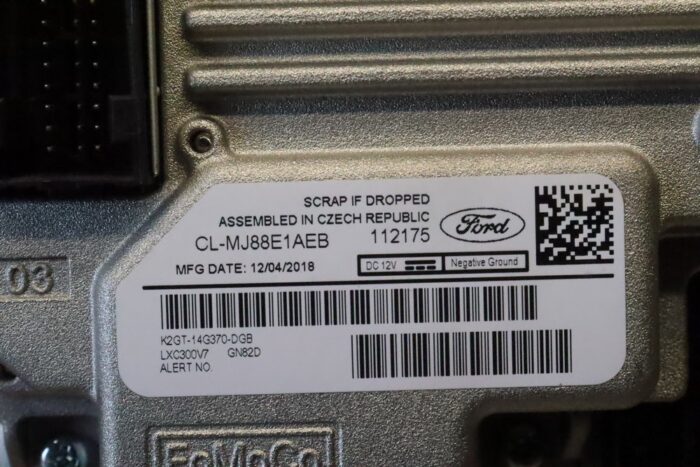 SCRAP IF DROPPED
ASSEMBLED IN CZECH REPUBLIC
CL-MJ88E1AEB 112175
Ford
MFG DATE: 12/04/2018
DC 12V Negative Ground
03
K2GT-14G370-DGB
LXC300V7 GN82D
ALERT NO.
FoMoCo